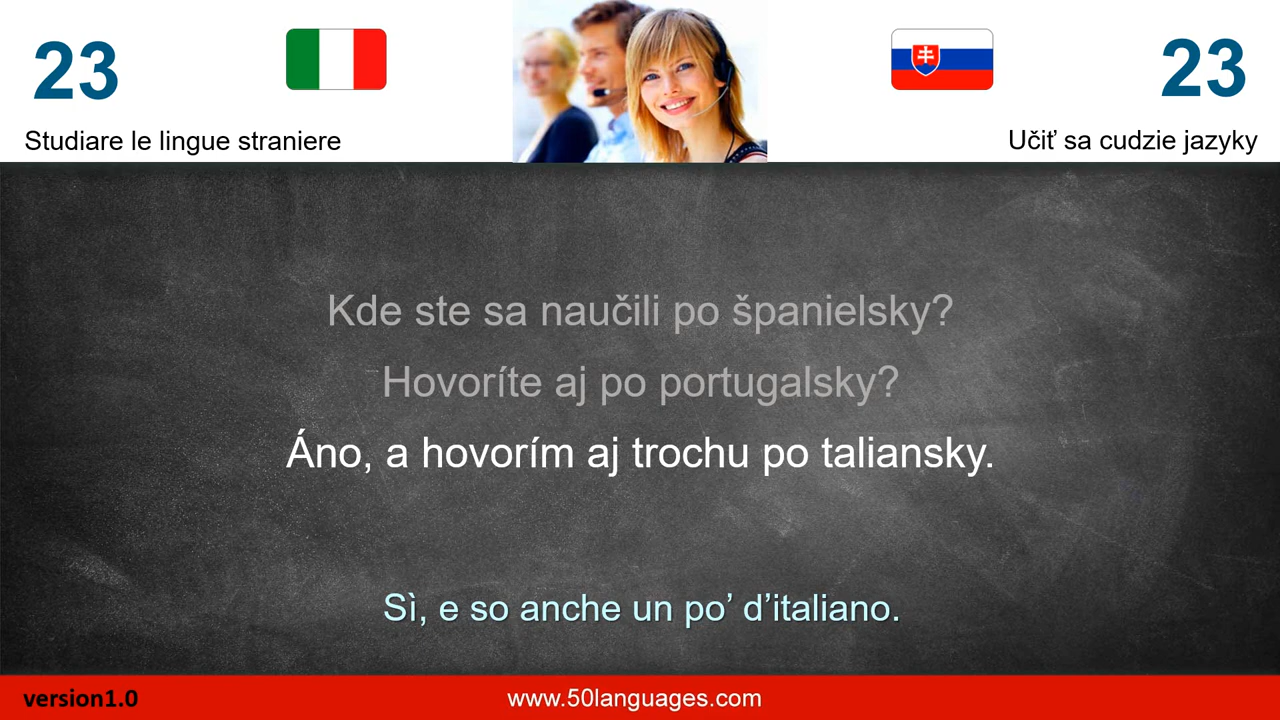 23
23
Studiare le lingue straniere
Učiť sa cudzie jazyky
Kde ste sa naučili po španielsky?
Hovoríte aj po portugalsky?
Áno, a hovorím aj trochu po taliansky.
Sì, e so anche un po’ d’italiano.
version1.0
www.50languages.com